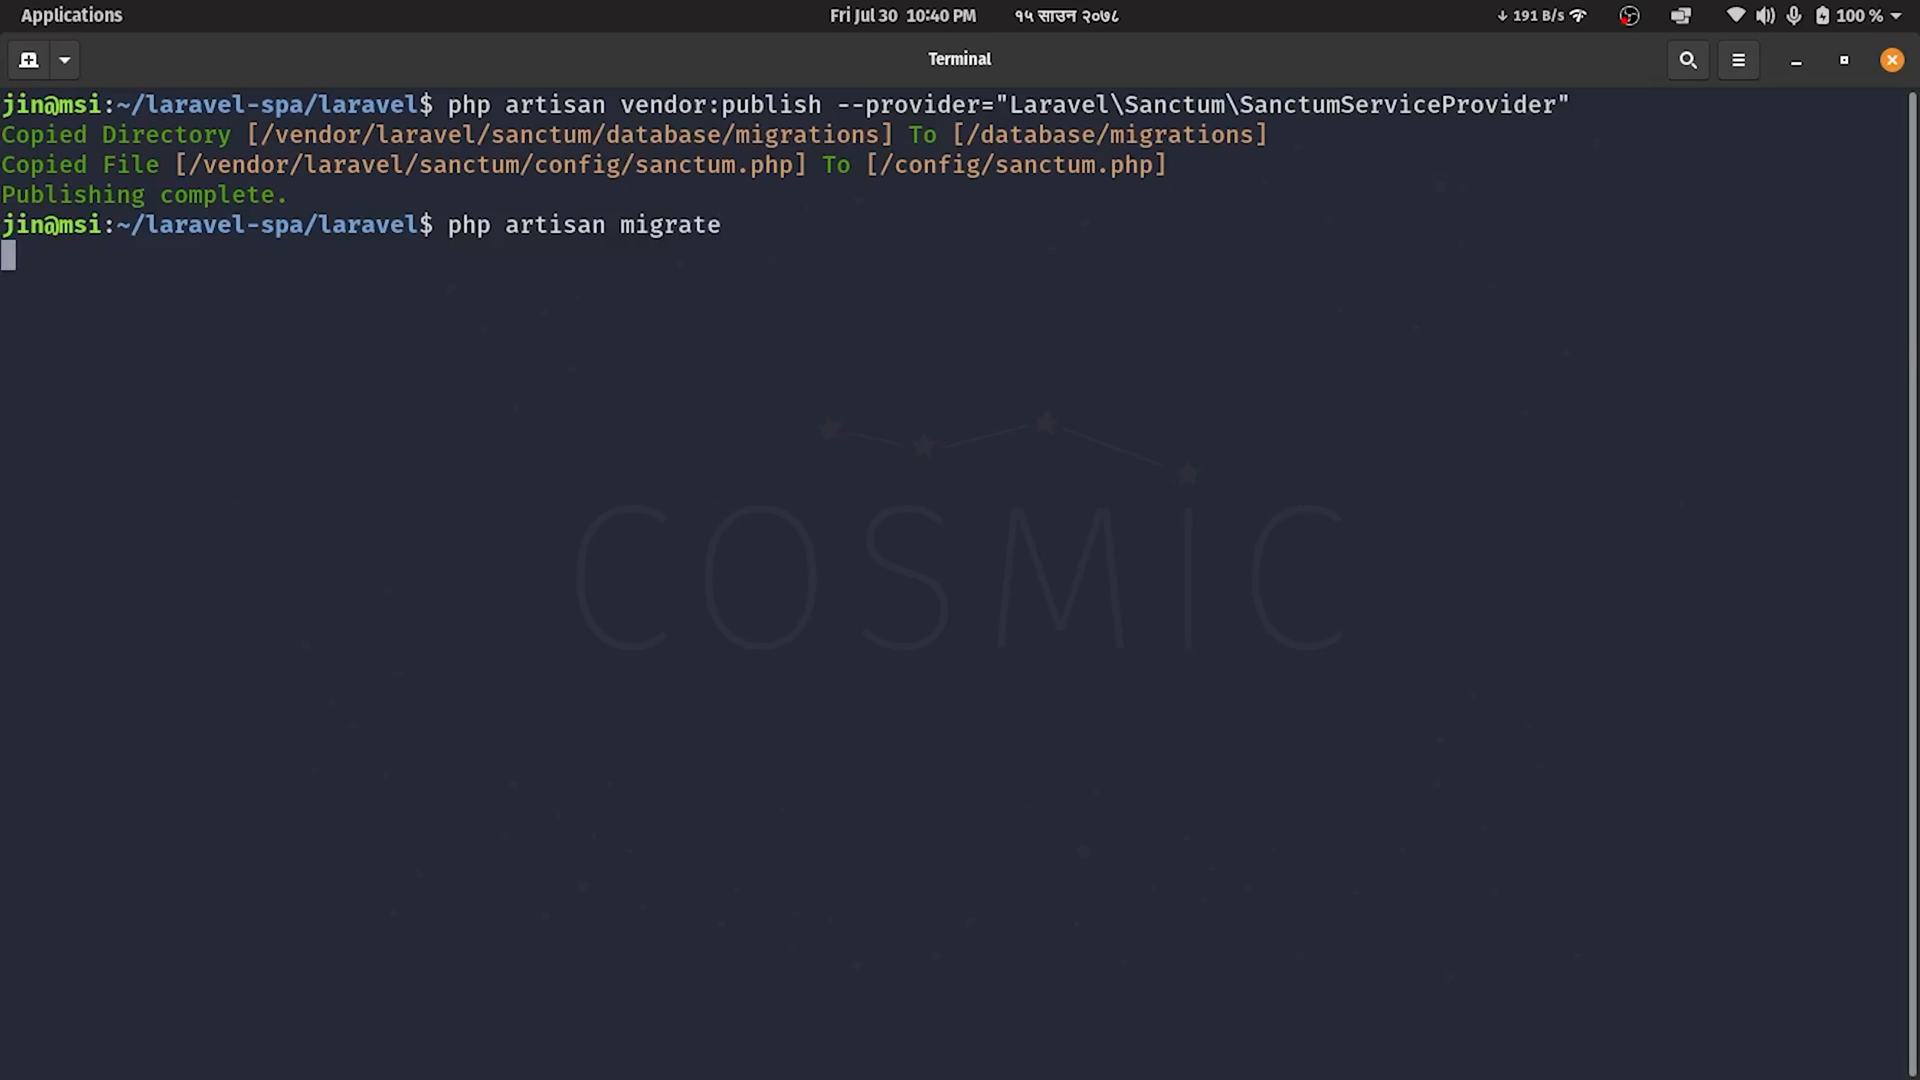 Applications
Fri Jul 30 10:40 PM
१५ साउन २०७८
↓ 191 B/s
100 %
Terminal
jin@msi:~/laravel-spa/laravel$ php artisan vendor:publish --provider="Laravel\Sanctum\SanctumServiceProvider"
Copied Directory [/vendor/laravel/sanctum/database/migrations] To [/database/migrations]
Copied File [/vendor/laravel/sanctum/config/sanctum.php] To [/config/sanctum.php]
Publishing complete.
jin@msi:~/laravel-spa/laravel$ php artisan migrate
COSMIC